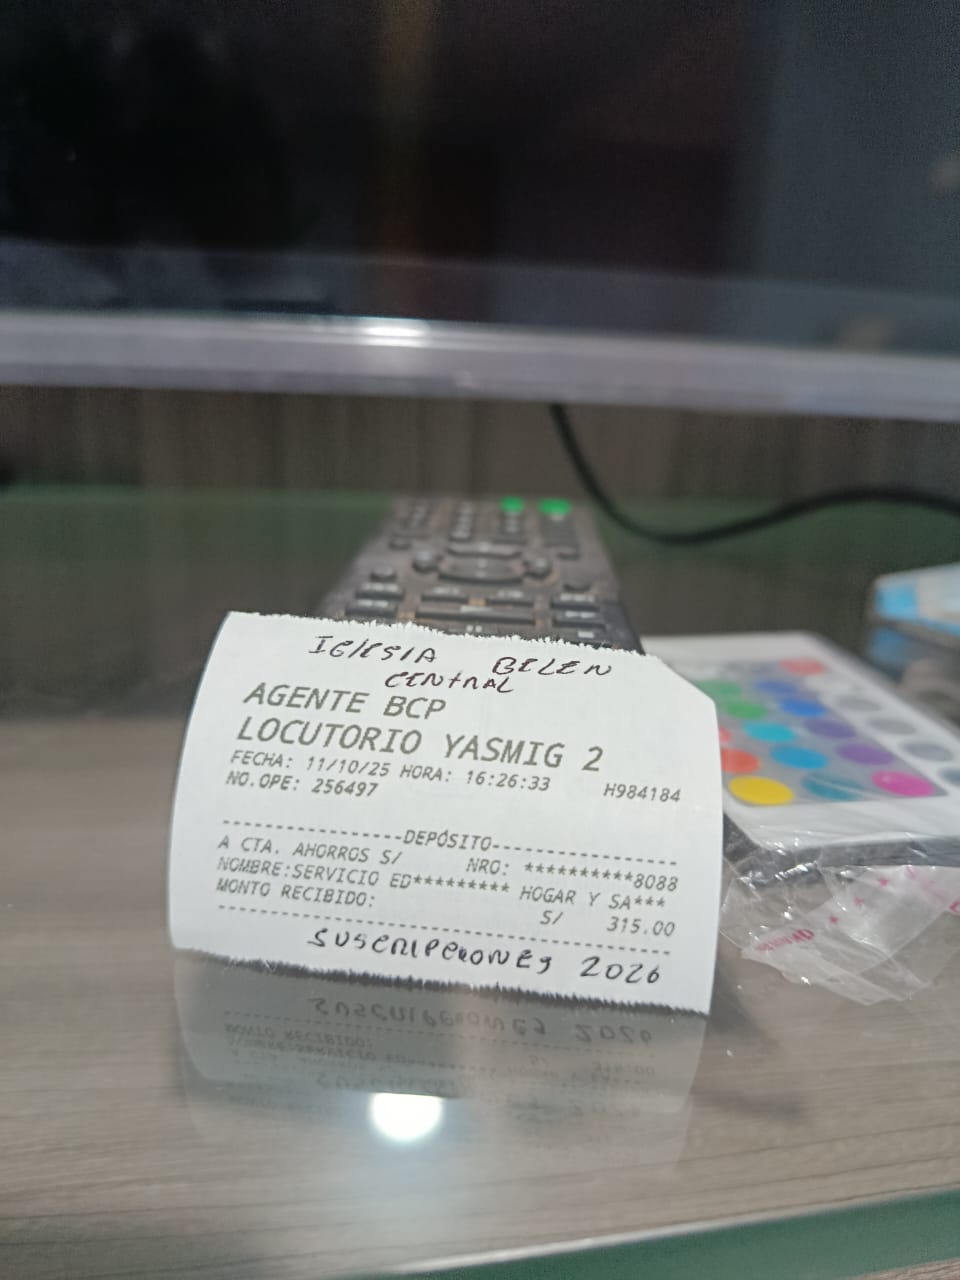 IGLESIA BELEN
CENTRAL
AGENTE BCP
LOCUTORIO YASMIG 2
FECHA: 11/10/25 HORA: 16:26:33 H984184
NO.OPE: 256497
------------------DEPÓSITO------------------
A CTA. AHORROS S/ NRO: **********8088
NOMBRE:SERVICIO ED********* HOGAR Y SA***
MONTO RECIBIDO: S/ 315.00
SUSCRIPCIONES 2026